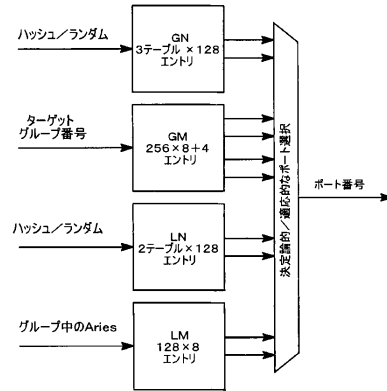 ハッシュ／ランダム
GN
3テーブル×128
エントリ
ターゲット
グループ番号
GM
256×8+4
エントリ
ハッシュ／ランダム
LN
2テーブル×128
エントリ
グループ中のAries
LM
128×8
エントリ
決定論的／適応的なポート選択
ポート番号